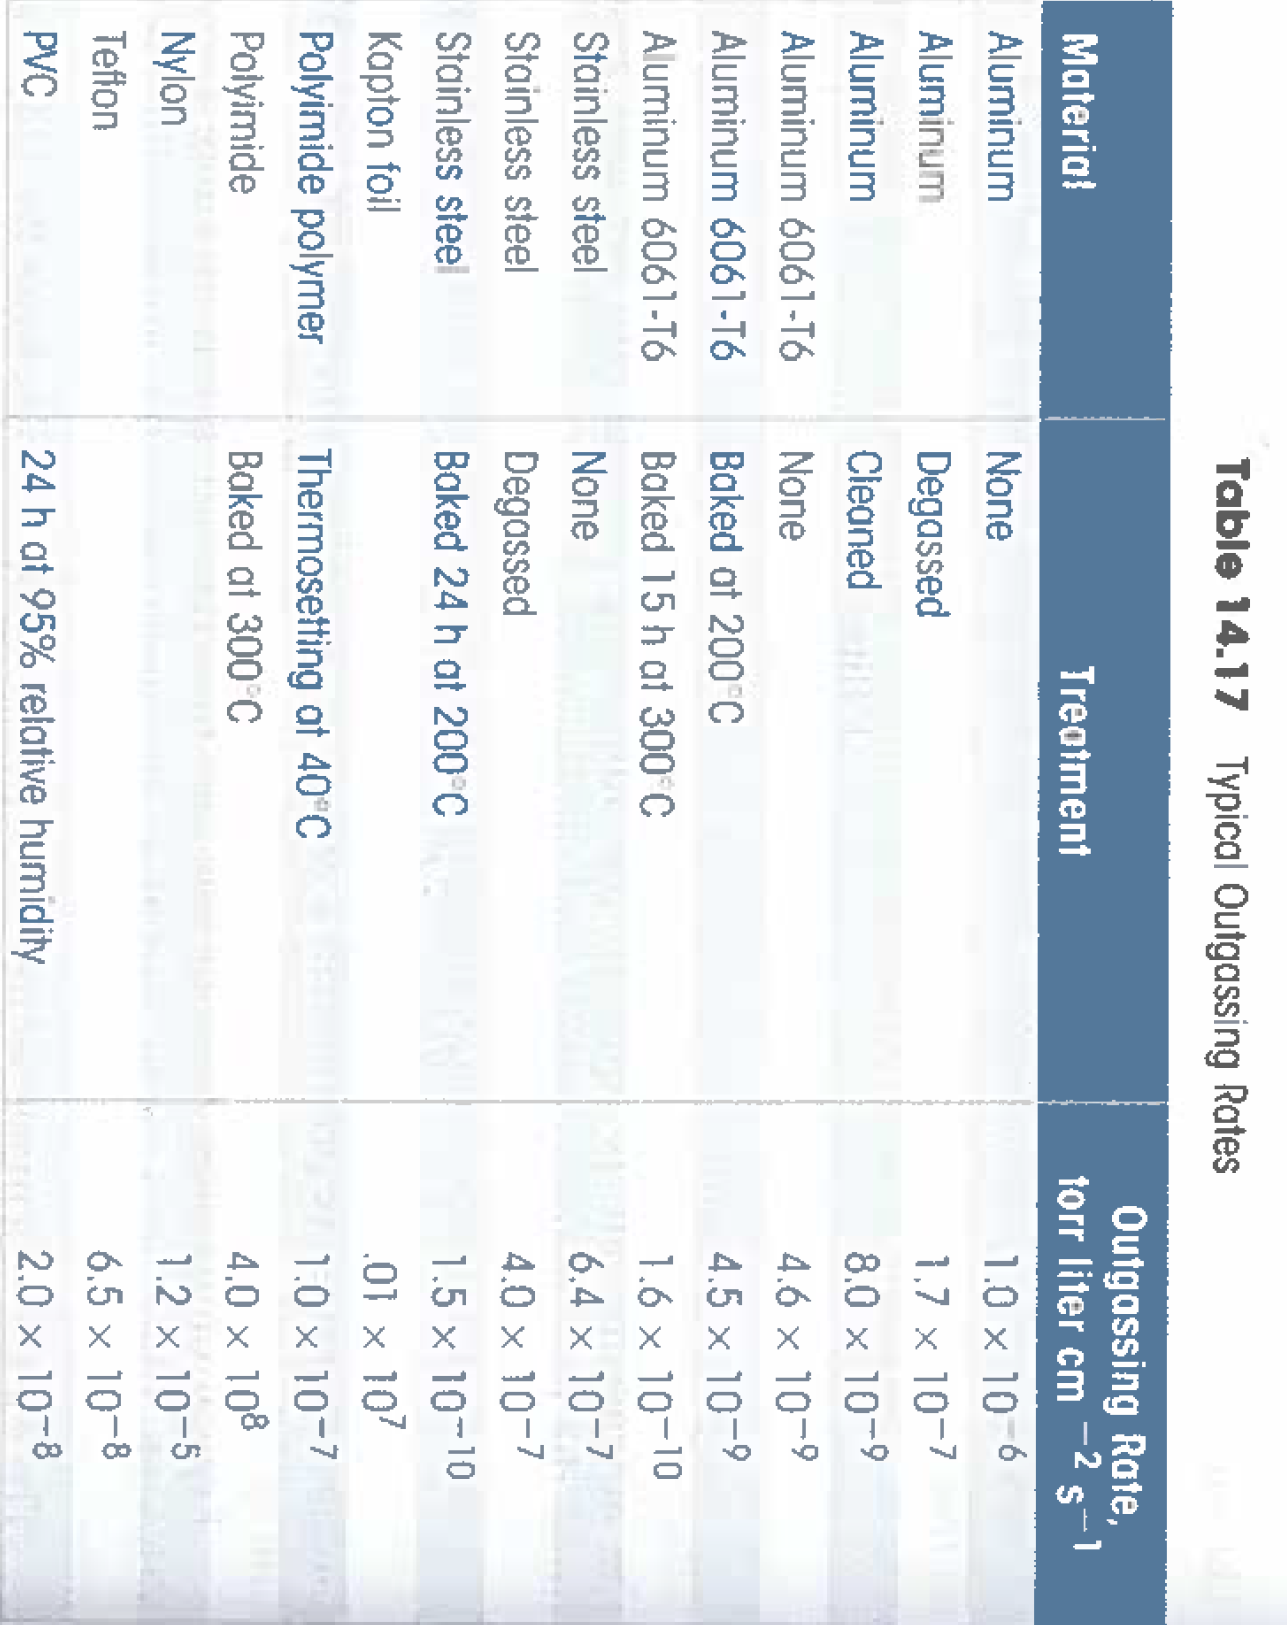 Table 14.17 Typical Outgassing Rates
Material Treatment Outgassing Rate, torr liter cm⁻² s⁻¹
Aluminum None 1.0 × 10⁻⁶
Aluminum Degassed 1.7 × 10⁻⁷
Aluminum Cleaned 8.0 × 10⁻⁹
Aluminum 6061-T6 None 4.6 × 10⁻⁹
Aluminum 6061-T6 Baked at 200°C 4.5 × 10⁻⁹
Aluminum 6061-T6 Baked 15 h at 300°C 1.6 × 10⁻¹⁰
Stainless steel None 6.4 × 10⁻⁷
Stainless steel Degassed 4.0 × 10⁻⁷
Stainless steel Baked 24 h at 200°C 1.5 × 10⁻¹⁰
Kapton foil .01 × 10⁷
Polyimide polymer Thermosetting at 40°C 1.0 × 10⁻⁷
Polyimide Baked at 300°C 4.0 × 10⁸
Nylon 1.2 × 10⁻⁵
Teflon 6.5 × 10⁻⁸
PVC 24 h at 95% relative humidity 2.0 × 10⁻⁸